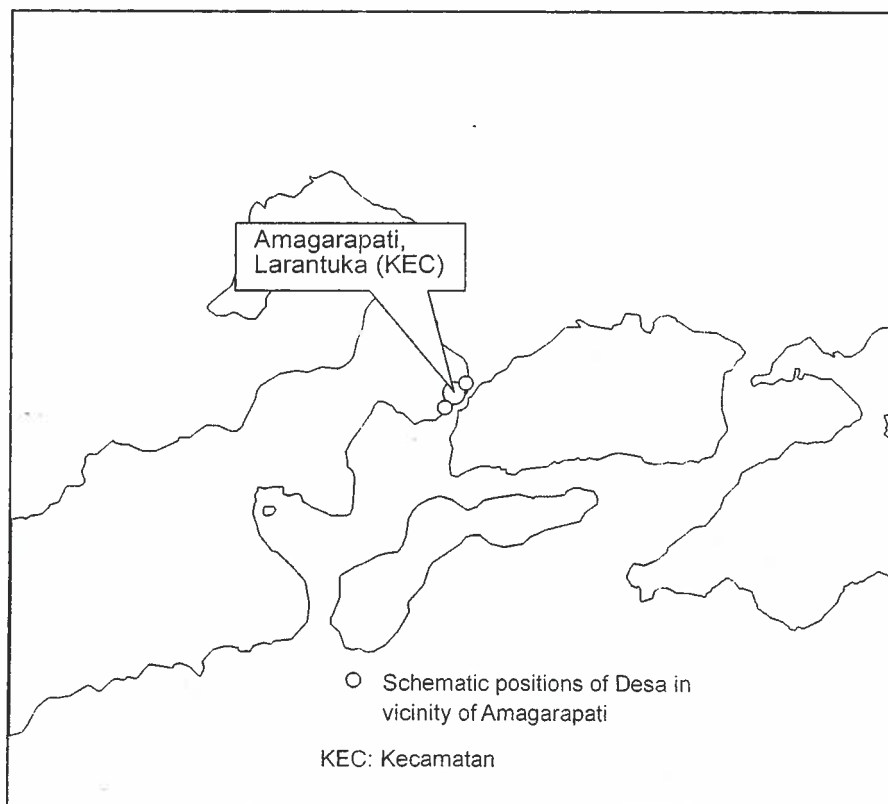 Amagarapati,
Larantuka (KEC)
Schematic positions of Desa in
vicinity of Amagarapati
KEC: Kecamatan